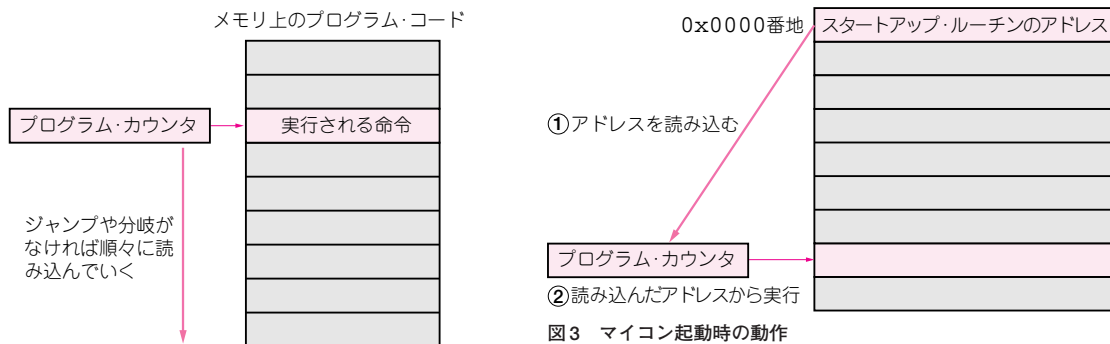 メモリ上のプログラム・コード
プログラム・カウンタ
実行される命令
ジャンプや分岐が
なければ順々に読
み込んでいく
0x0000番地
スタートアップ・ルーチンのアドレス
①アドレスを読み込む
プログラム・カウンタ
②読み込んだアドレスから実行
図3 マイコン起動時の動作